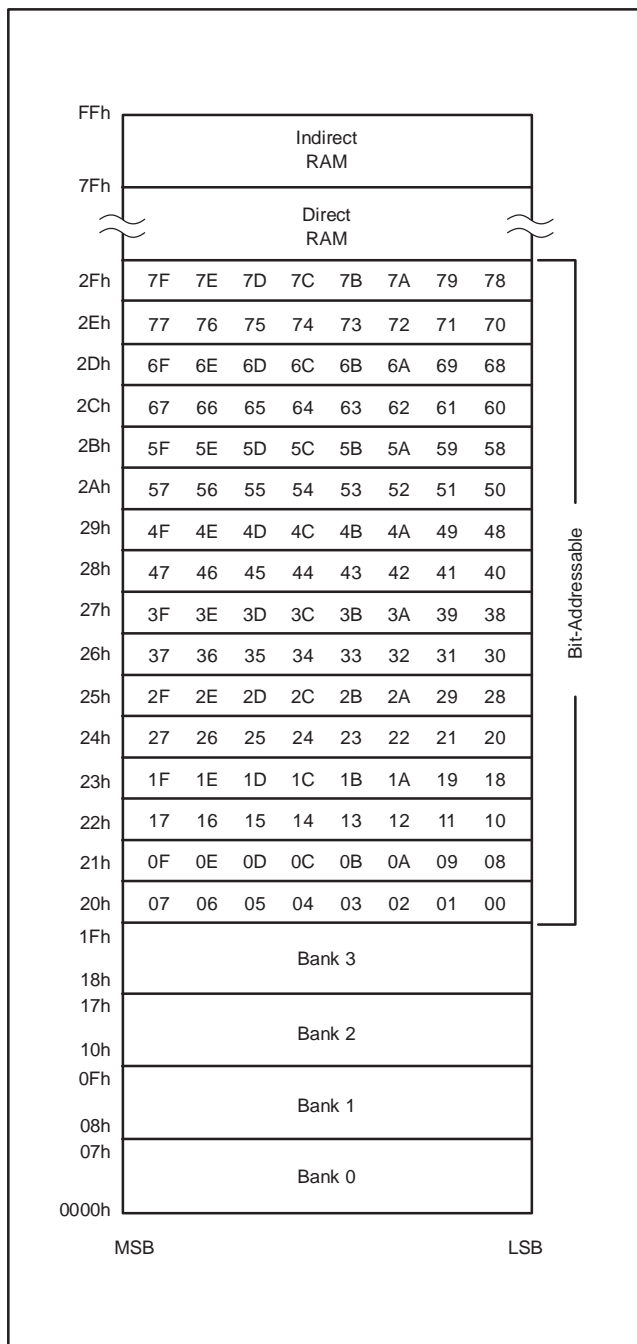 FFh
Indirect
RAM
7Fh
Direct
RAM
2Fh 7F 7E 7D 7C 7B 7A 79 78
2Eh 77 76 75 74 73 72 71 70
2Dh 6F 6E 6D 6C 6B 6A 69 68
2Ch 67 66 65 64 63 62 61 60
2Bh 5F 5E 5D 5C 5B 5A 59 58
2Ah 57 56 55 54 53 52 51 50
29h 4F 4E 4D 4C 4B 4A 49 48
28h 47 46 45 44 43 42 41 40
27h 3F 3E 3D 3C 3B 3A 39 38
26h 37 36 35 34 33 32 31 30
25h 2F 2E 2D 2C 2B 2A 29 28
24h 27 26 25 24 23 22 21 20
23h 1F 1E 1D 1C 1B 1A 19 18
22h 17 16 15 14 13 12 11 10
21h 0F 0E 0D 0C 0B 0A 09 08
20h 07 06 05 04 03 02 01 00
Bit-Addressable
1Fh
Bank 3
18h
17h
Bank 2
10h
0Fh
Bank 1
08h
07h
Bank 0
0000h
MSB LSB